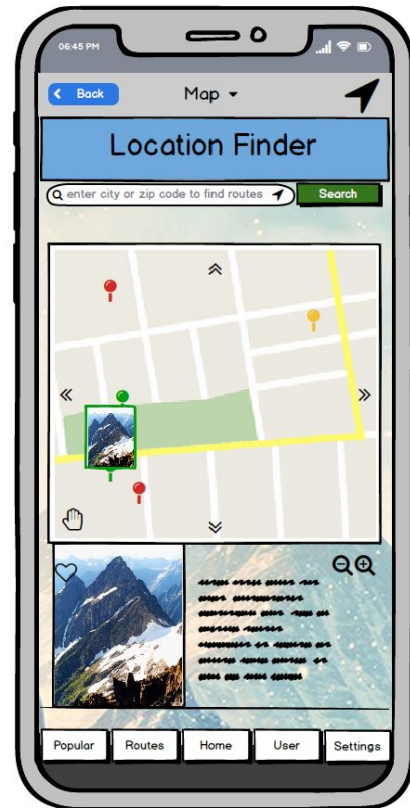 06:45 PM
Back Map
Location Finder
enter city or zip code to find routes Search
Popular Routes Home User Settings